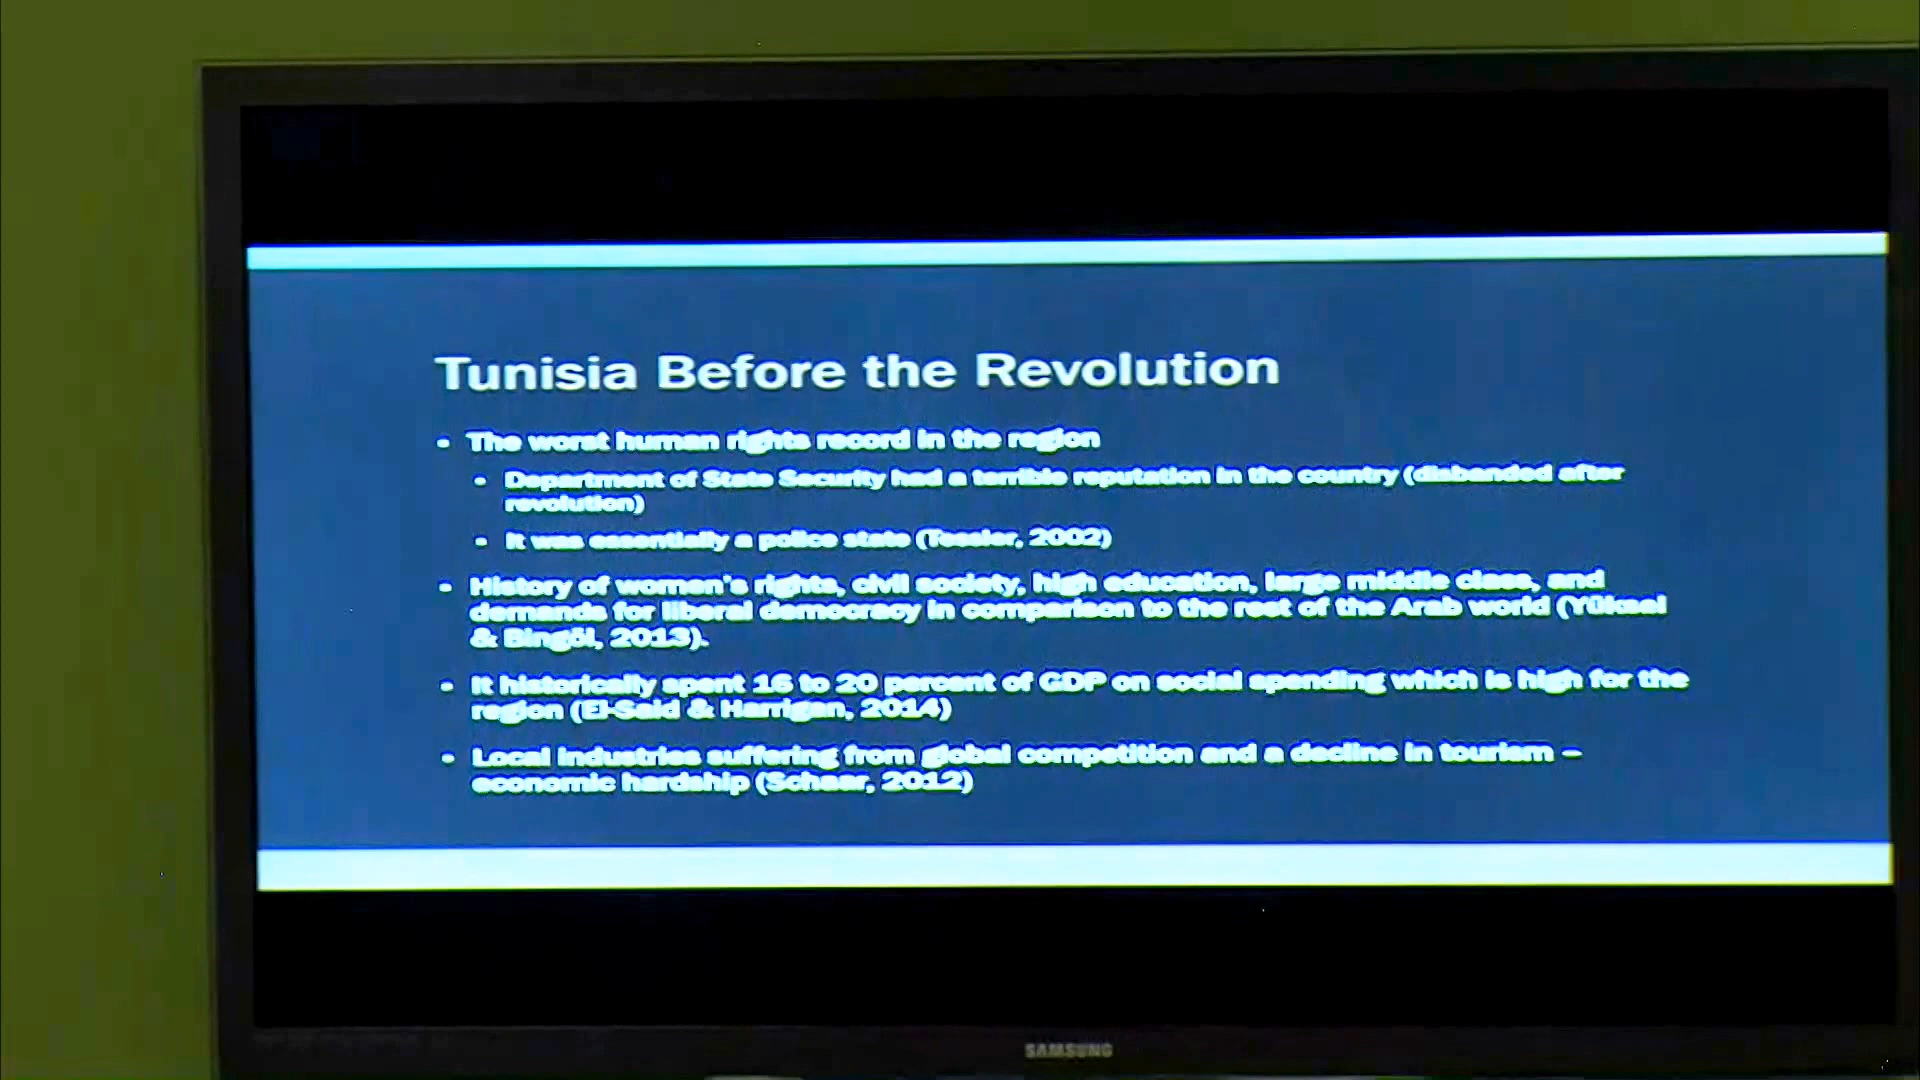 Tunisia Before the Revolution
- The worst human rights record in the region
- Department of State Security had a terrible reputation in the country (disbanded after
revolution)
- It was essentially a police state (Tessler, 2002)
- History of women's rights, civil society, high education, large middle class, and
demands for liberal democracy in comparison to the rest of the Arab world (Yüksel
& Bingöl, 2013).
- It historically spent 16 to 20 percent of GDP on social spending which is high for the
region (El-Said & Harrigan, 2014)
- Local industries suffering from global competition and a decline in tourism –
economic hardship (Schaar, 2012)
SAMSUNG